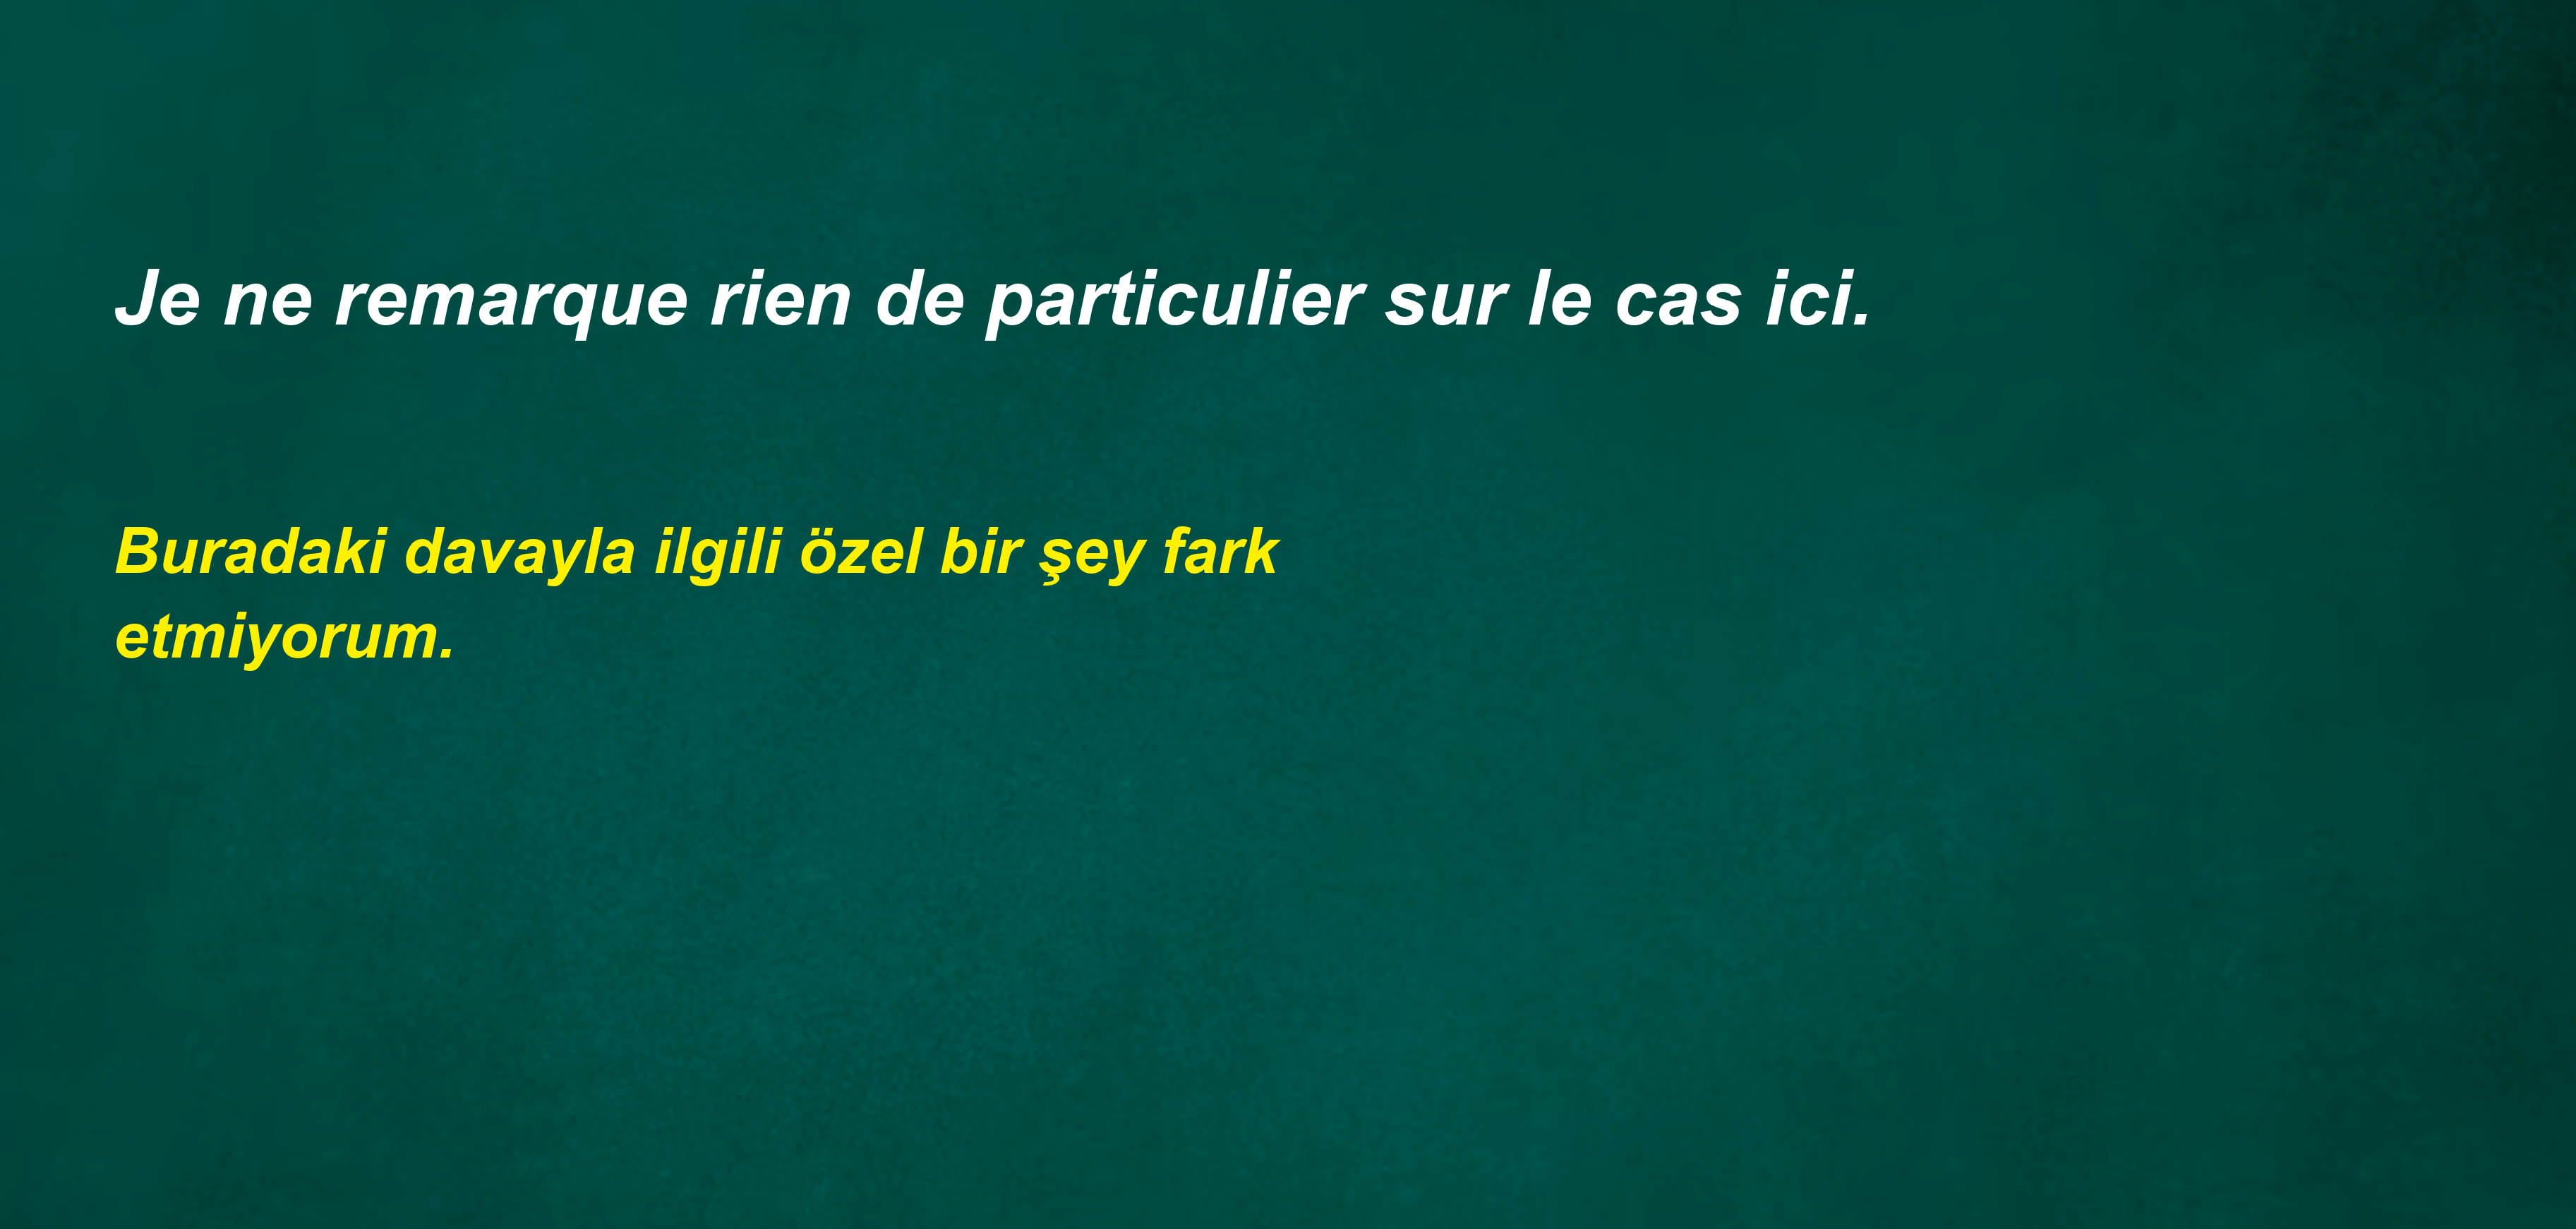 Je ne remarque rien de particulier sur le cas ici.
Buradaki davayla ilgili özel bir şey fark
etmiyorum.